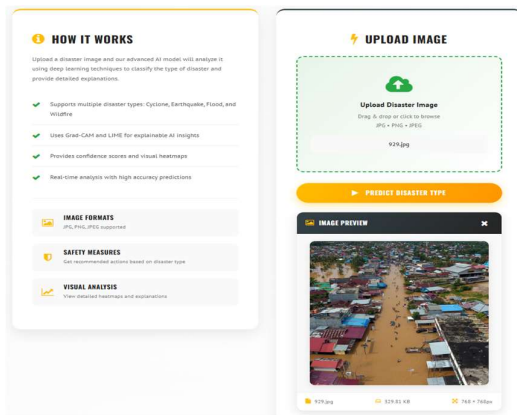 HOW IT WORKS
Upload a disaster image and our advanced AI model will analyze it
using deep learning techniques to classify the type of disaster and
provide detailed explanations.
Supports multiple disaster types: Cyclone, Earthquake, Flood, and
Wildfire
Uses Grad-CAM and LIME for explainable AI insights
Provides confidence scores and visual heatmaps
Real-time analysis with high accuracy predictions
IMAGE FORMATS
JPG, PNG, JPEG supported
SAFETY MEASURES
Get recommended actions based on disaster type
VISUAL ANALYSIS
View detailed heatmaps and explanations
UPLOAD IMAGE
Upload Disaster Image
Drag & drop or click to browse
JPG • PNG • JPEG
929.jpg
PREDICT DISASTER TYPE
IMAGE PREVIEW
929.jpg
329.81 KB
768 × 768px